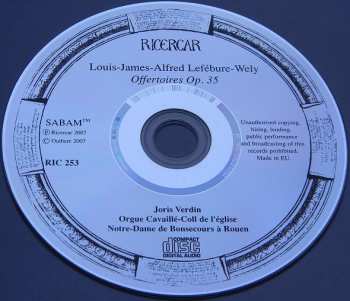 RICERCAR
Louis-James-Alfred Lefébure-Wely
Offertoires Op. 35
SABAM™
Ⓟ Ricercar 2007
Outhere 2007
RIC 253
Unauthorised copying,
hiring, lending,
public performance
and broadcasting of this
records prohibited.
Made in EU.
Joris Verdin
Orgue Cavaillé-Coll de l'église
Notre-Dame de Bonsecours à Rouen
COMPACT
disc
DIGITAL AUDIO